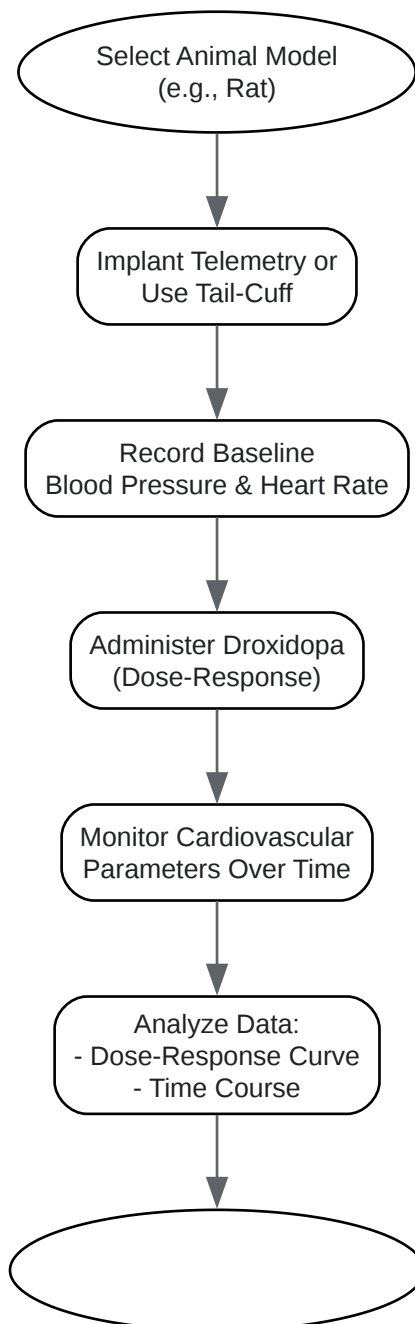 Select Animal Model
(e.g., Rat)
Implant Telemetry or
Use Tail-Cuff
Record Baseline
Blood Pressure & Heart Rate
Administer Droxidopa
(Dose-Response)
Monitor Cardiovascular
Parameters Over Time
Analyze Data:
- Dose-Response Curve
- Time Course